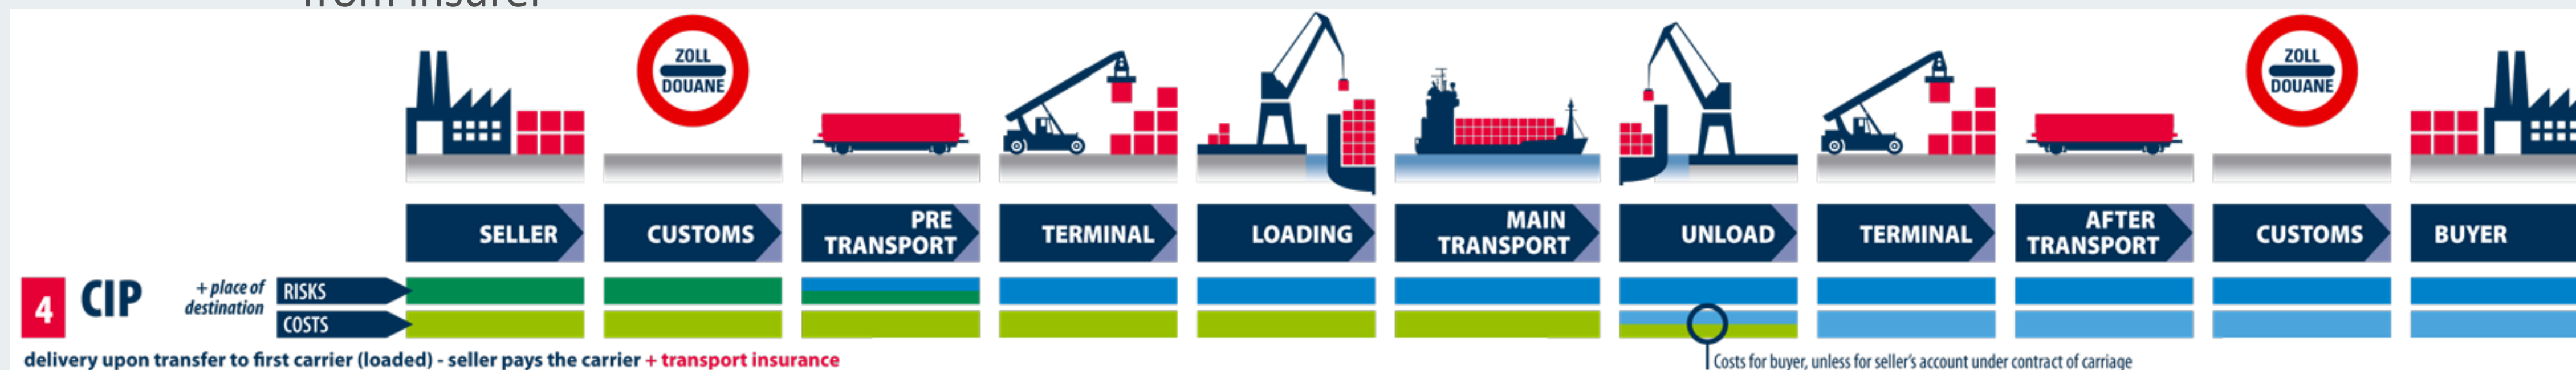 from insurer
ZOLL
DOUANE
ZOLL
DOUANE
SELLER
CUSTOMS
PRE
TRANSPORT
TERMINAL
LOADING
MAIN
TRANSPORT
UNLOAD
TERMINAL
AFTER
TRANSPORT
CUSTOMS
BUYER
4
CIP
+ place of
destination
RISKS
COSTS
delivery upon transfer to first carrier (loaded) - seller pays the carrier + transport insurance
Costs for buyer, unless for seller's account under contract of carriage